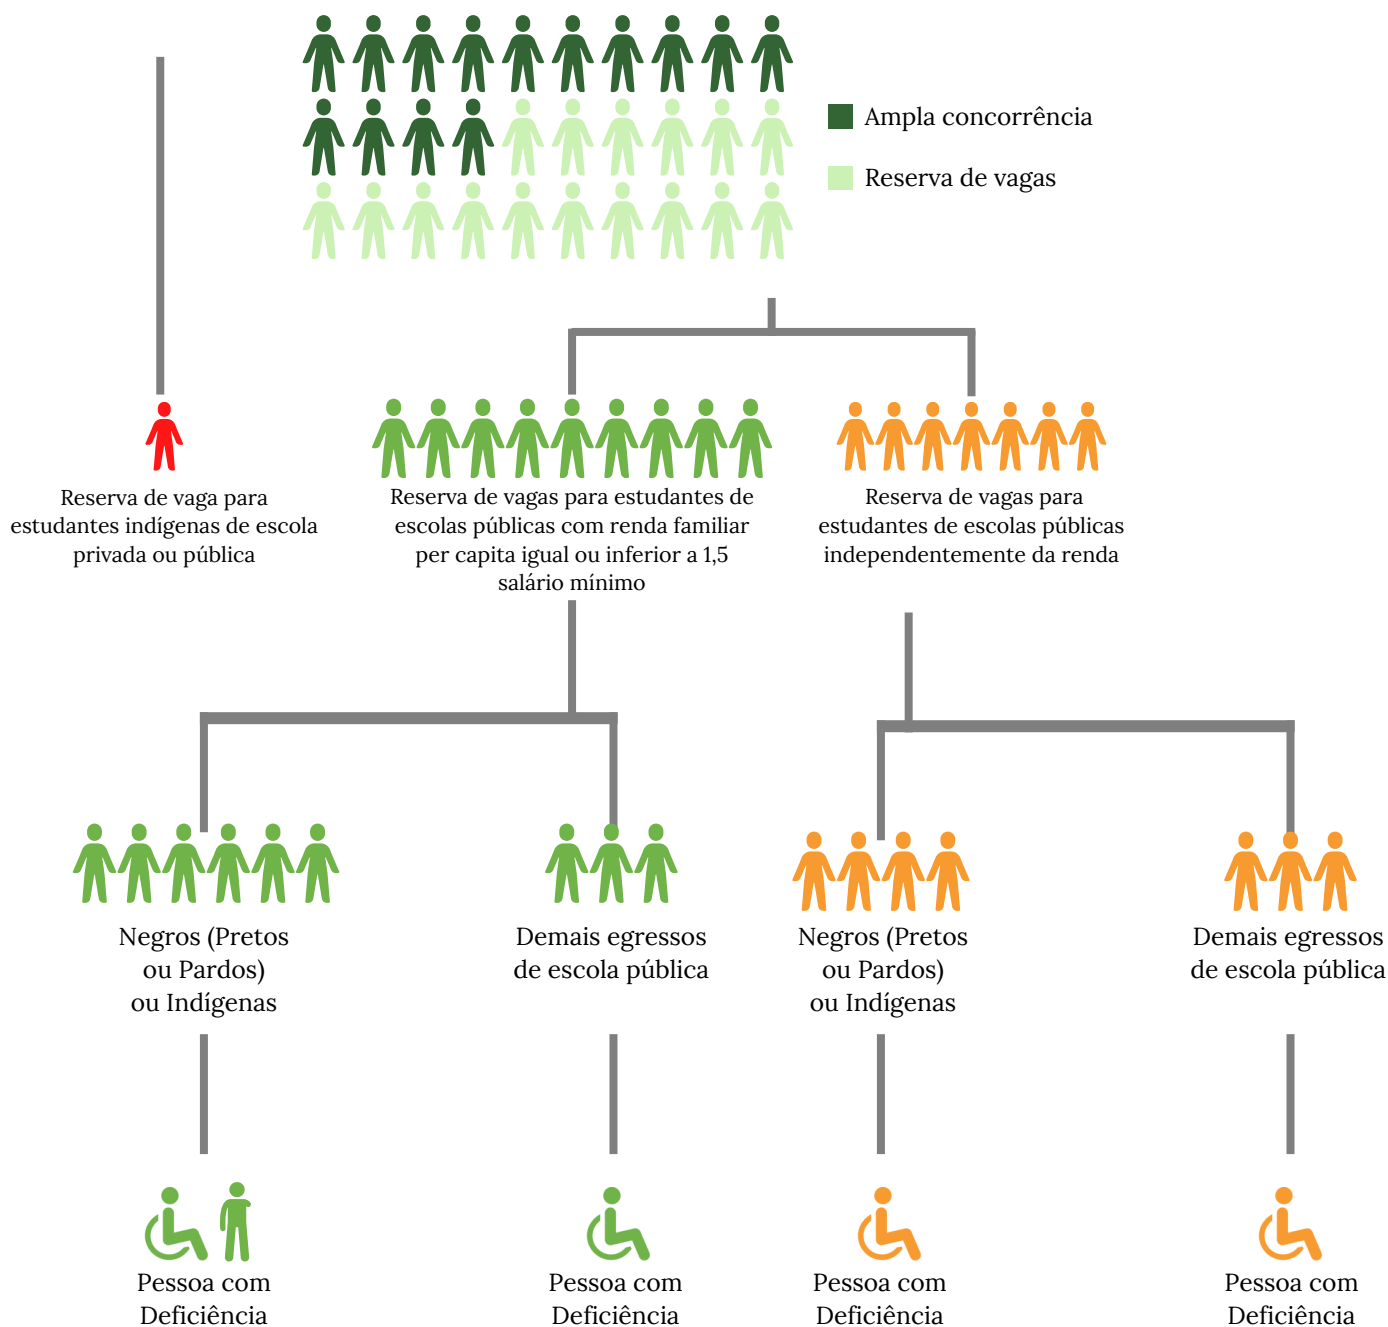 Ampla concorrência
Reserva de vagas
Reserva de vaga para
estudantes indígenas de escola
privada ou pública
Reserva de vagas para estudantes de
escolas públicas com renda familiar
per capita igual ou inferior a 1,5
salário mínimo
Reserva de vagas para
estudantes de escolas públicas
independentemente da renda
Negros (Pretos
ou Pardos)
ou Indígenas
Demais egressos
de escola pública
Negros (Pretos
ou Pardos)
ou Indígenas
Demais egressos
de escola pública
Pessoa com
Deficiência
Pessoa com
Deficiência
Pessoa com
Deficiência
Pessoa com
Deficiência